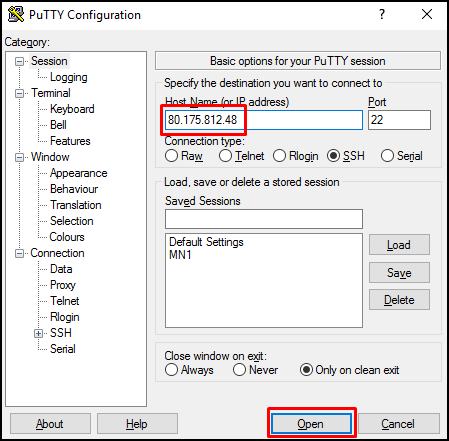 PuTTY Configuration
Category:
Session
Logging
Terminal
Keyboard
Bell
Features
Window
Appearance
Behaviour
Translation
Selection
Colours
Connection
Data
Proxy
Telnet
Rlogin
SSH
Serial
Basic options for your PuTTY session
Specify the destination you want to connect to
Host Name (or IP address) Port
80.175.812.48 22
Connection type:
Raw Telnet Rlogin SSH Serial
Load, save or delete a stored session
Saved Sessions
Default Settings
MN1
Load
Save
Delete
Close window on exit:
Always Never Only on clean exit
About Help Open Cancel